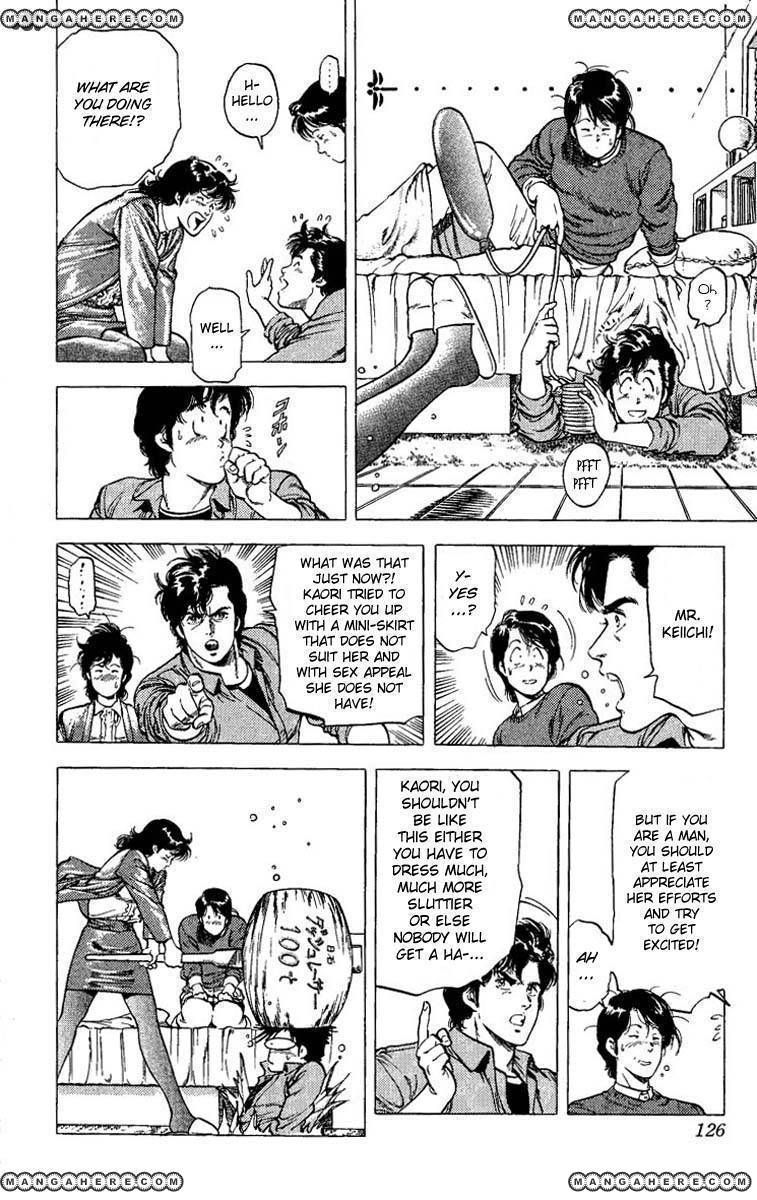 MANGAHERE.COM
MANGAHERE.COM
Oh
?
PFFT
PFFT
......
H-
HELLO
...
WHAT ARE
YOU DOING
THERE!?
WELL
...
コホン
MR.
KEIICHI!
Y-
YES
...?
WHAT WAS THAT
JUST NOW?!
KAORI TRIED TO
CHEER YOU UP
WITH A MINI-SKIRT
THAT DOES NOT
SUIT HER AND
WITH SEX APPEAL
SHE DOES NOT
HAVE!
......
BUT IF YOU
ARE A MAN,
YOU SHOULD
AT LEAST
APPRECIATE
HER EFFORTS
AND TRY
TO GET
EXCITED!
AH
...
KAORI, YOU
SHOULDN'T
BE LIKE
THIS EITHER
YOU HAVE TO
DRESS MUCH,
MUCH MORE
SLUTTIER
OR ELSE
NOBODY WILL
GET A HA-...
100t
126
MANGAHERE.COM
MANGAHERE.COM